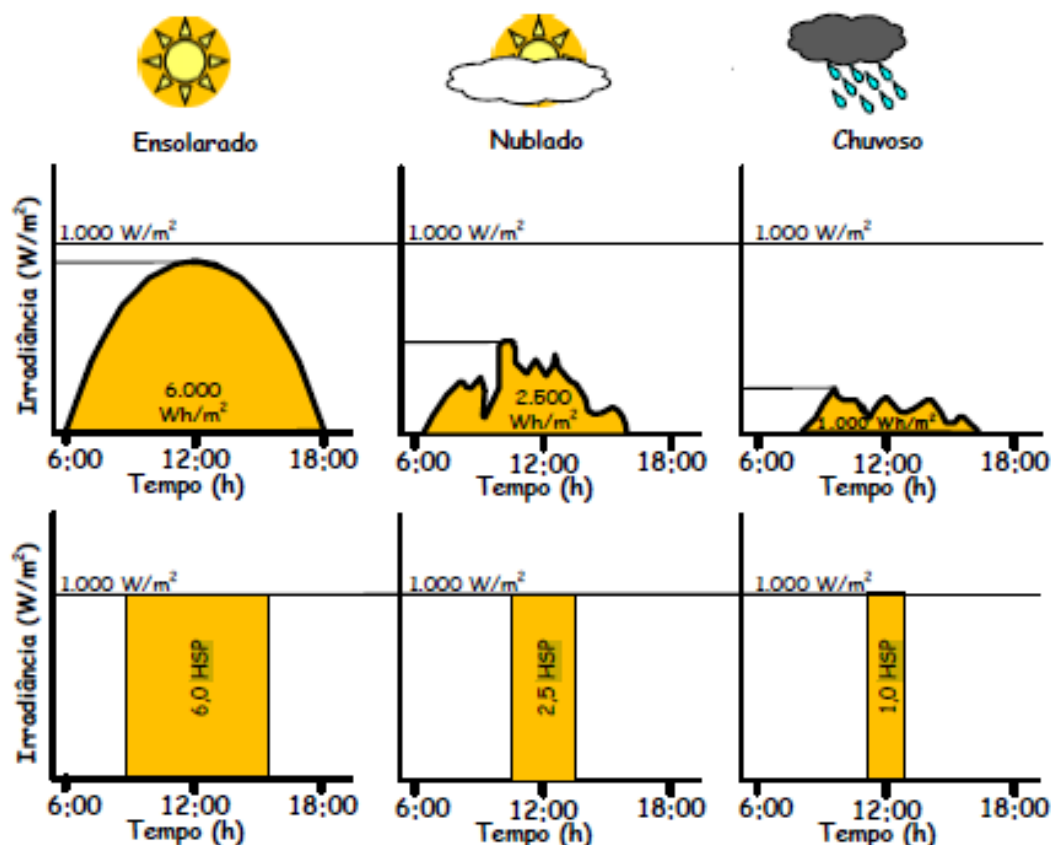 Ensolarado
Nublado
Chuvoso
Irradiância (W/m²)
1.000 W/m²
1.000 W/m²
1.000 W/m²
6.000
Wh/m²
2.500
Wh/m²
1.000 Wh/m²
6:00 12:00 18:00
6:00 12:00 18:00
6:00 12:00 18:00
Tempo (h)
Tempo (h)
Tempo (h)
Irradiância (W/m²)
1.000 W/m²
1.000 W/m²
1.000 W/m²
6,0 HSP
2,5 HSP
1,0 HSP
6:00 12:00 18:00
6:00 12:00 18:00
6:00 12:00 18:00
Tempo (h)
Tempo (h)
Tempo (h)